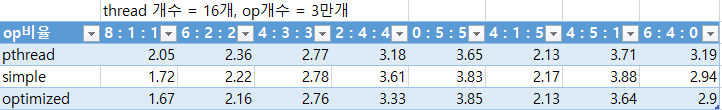 thread 개수 = 16개, op개수 = 3만개
op비율 8 : 1 : 1 6 : 2 : 2 4 : 3 : 3 2 : 4 : 4 0 : 5 : 5 4 : 1 : 5 4 : 5 : 1 6 : 4 : 0
pthread 2.05 2.36 2.77 3.18 3.65 2.13 3.71 3.19
simple 1.72 2.22 2.78 3.61 3.83 2.17 3.88 2.94
optimized 1.67 2.16 2.76 3.33 3.85 2.13 3.64 2.9